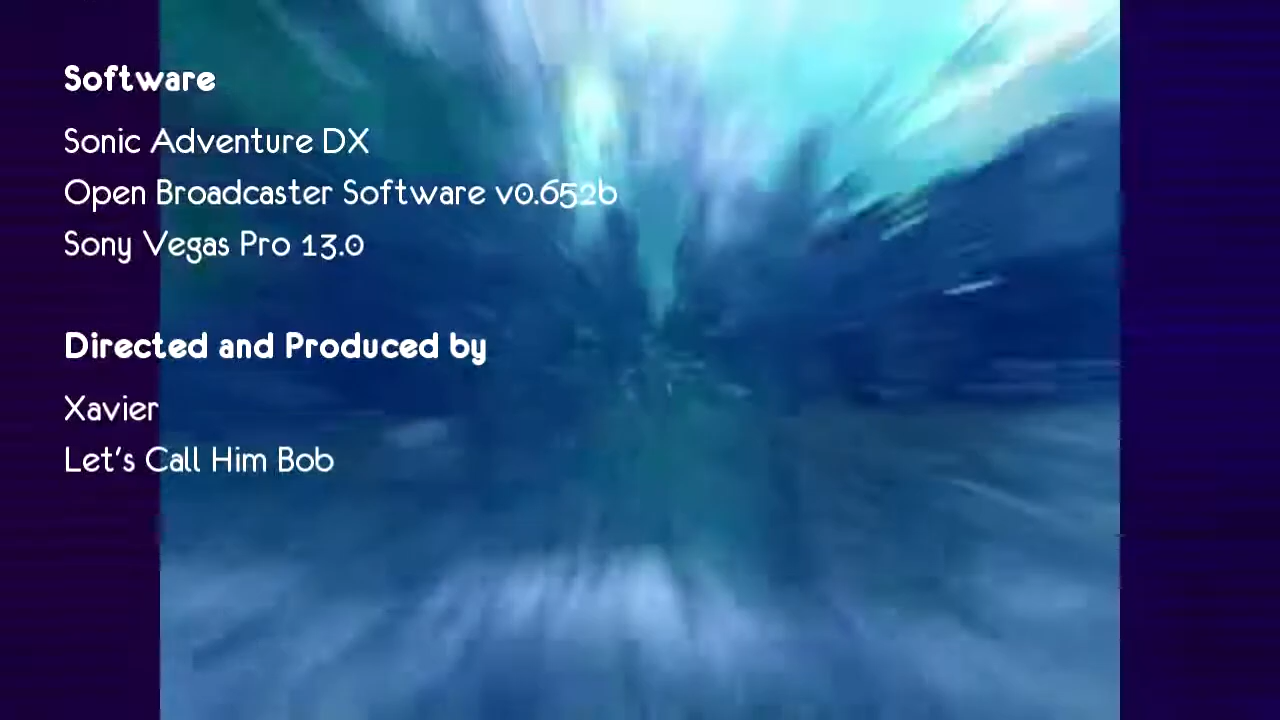 Software
Sonic Adventure DX
Open Broadcaster Software v0.652b
Sony Vegas Pro 13.0
Directed and Produced by
Xavier
Let's Call Him Bob